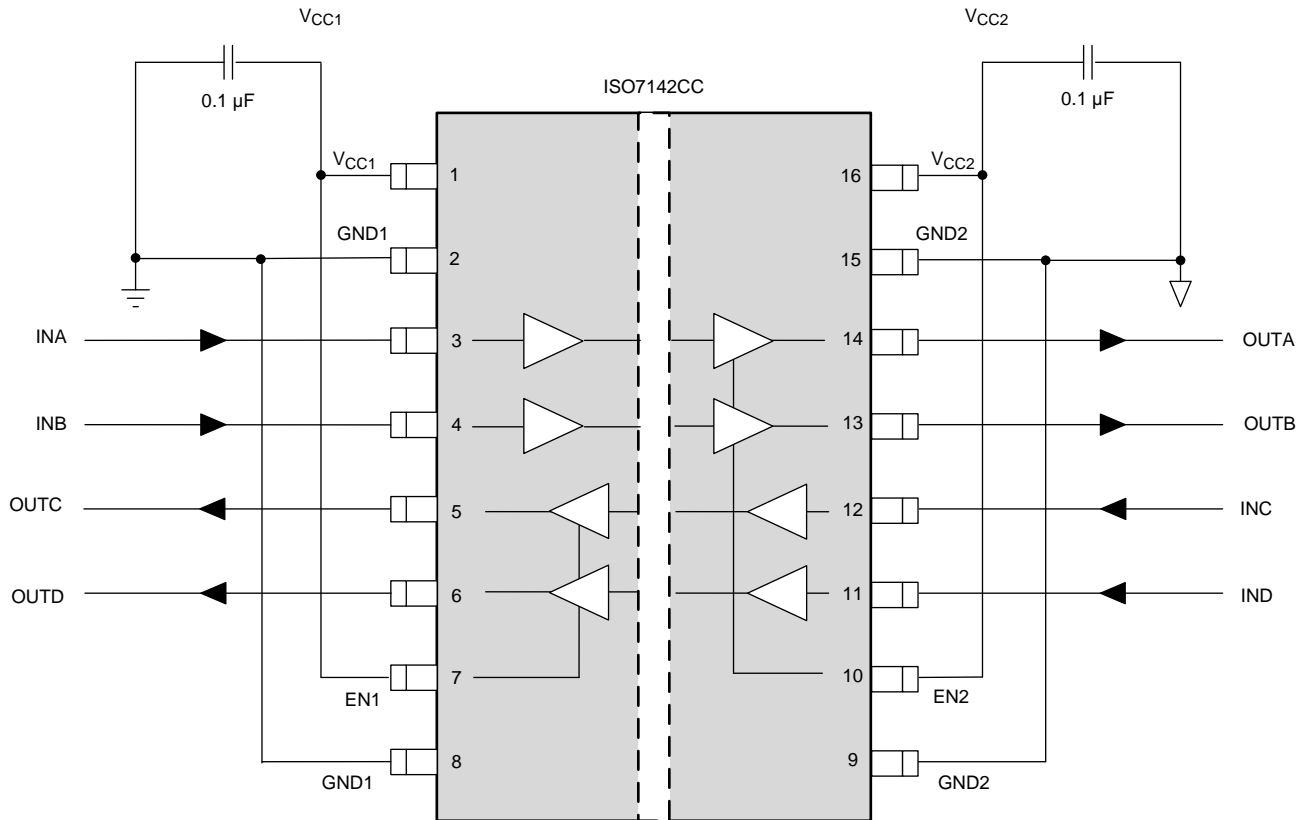 VCC1
VCC2
0.1 µF
0.1 µF
ISO7142CC
VCC1
1
16
VCC2
GND1
2
15
GND2
INA
3
14
OUTA
INB
4
13
OUTB
OUTC
5
12
INC
OUTD
6
11
IND
EN1
7
10
EN2
GND1
8
9
GND2